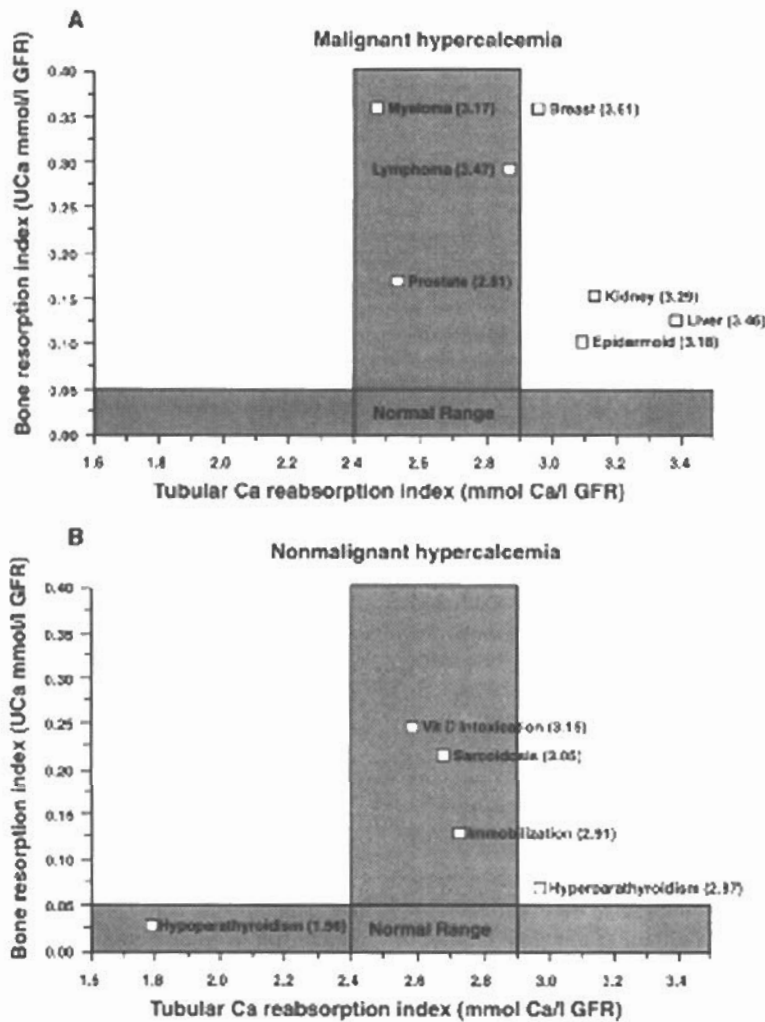 A
Malignant hypercalcemia
Bone resorption index (UCa mmol/l GFR)
0.40
0.35
0.30
0.25
0.20
0.15
0.10
0.05
0.00
Myeloma (3.17)
Breast (3.61)
Lymphoma (3.47)
Prostate (2.81)
Kidney (3.29)
Liver (3.46)
Epidermoid (3.18)
Normal Range
1.6 1.8 2.0 2.2 2.4 2.6 2.8 3.0 3.2 3.4
Tubular Ca reabsorption index (mmol Ca/l GFR)
B
Nonmalignant hypercalcemia
Bone resorption index (UCa mmol/l GFR)
0.40
0.35
0.30
0.25
0.20
0.15
0.10
0.05
0.00
Vit D Intoxication (3.15)
Sarcoidosis (3.05)
Immobilization (2.91)
Hyperparathyroidism (2.97)
Hypoparathyroidism
Normal Range
1.6 1.8 2.0 2.2 2.4 2.6 2.8 3.0 3.2 3.4
Tubular Ca reabsorption index (mmol Ca/l GFR)